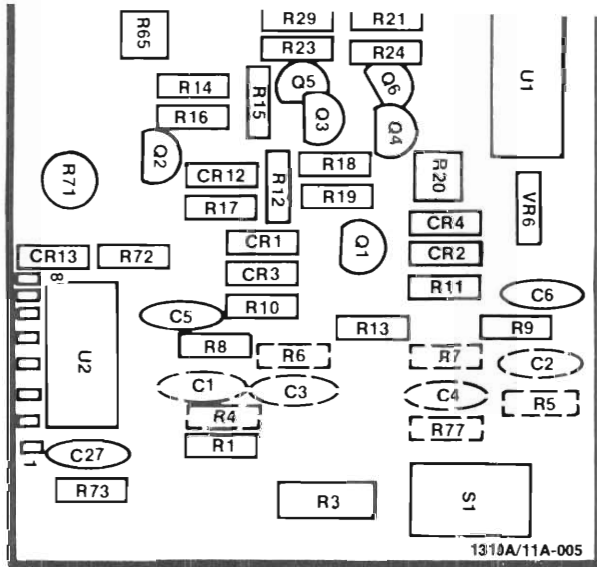 R29 R21
R65 R23 R24 U1
Q5 Q6
R14 R15
R16 Q3 Q4
Q2
R18 R20
R71 CR12 R12
R17 R19 VR6
CR4
CR1 Q1 CR2
CR13 R72
8 CR3 R11
C6
C5 R10
R13 R9
U2 R8 R6 R7
C2
C1 C3 C4
R4 R5
R77
R1
1 C27
R73 R3 S1
1310A/11A-005